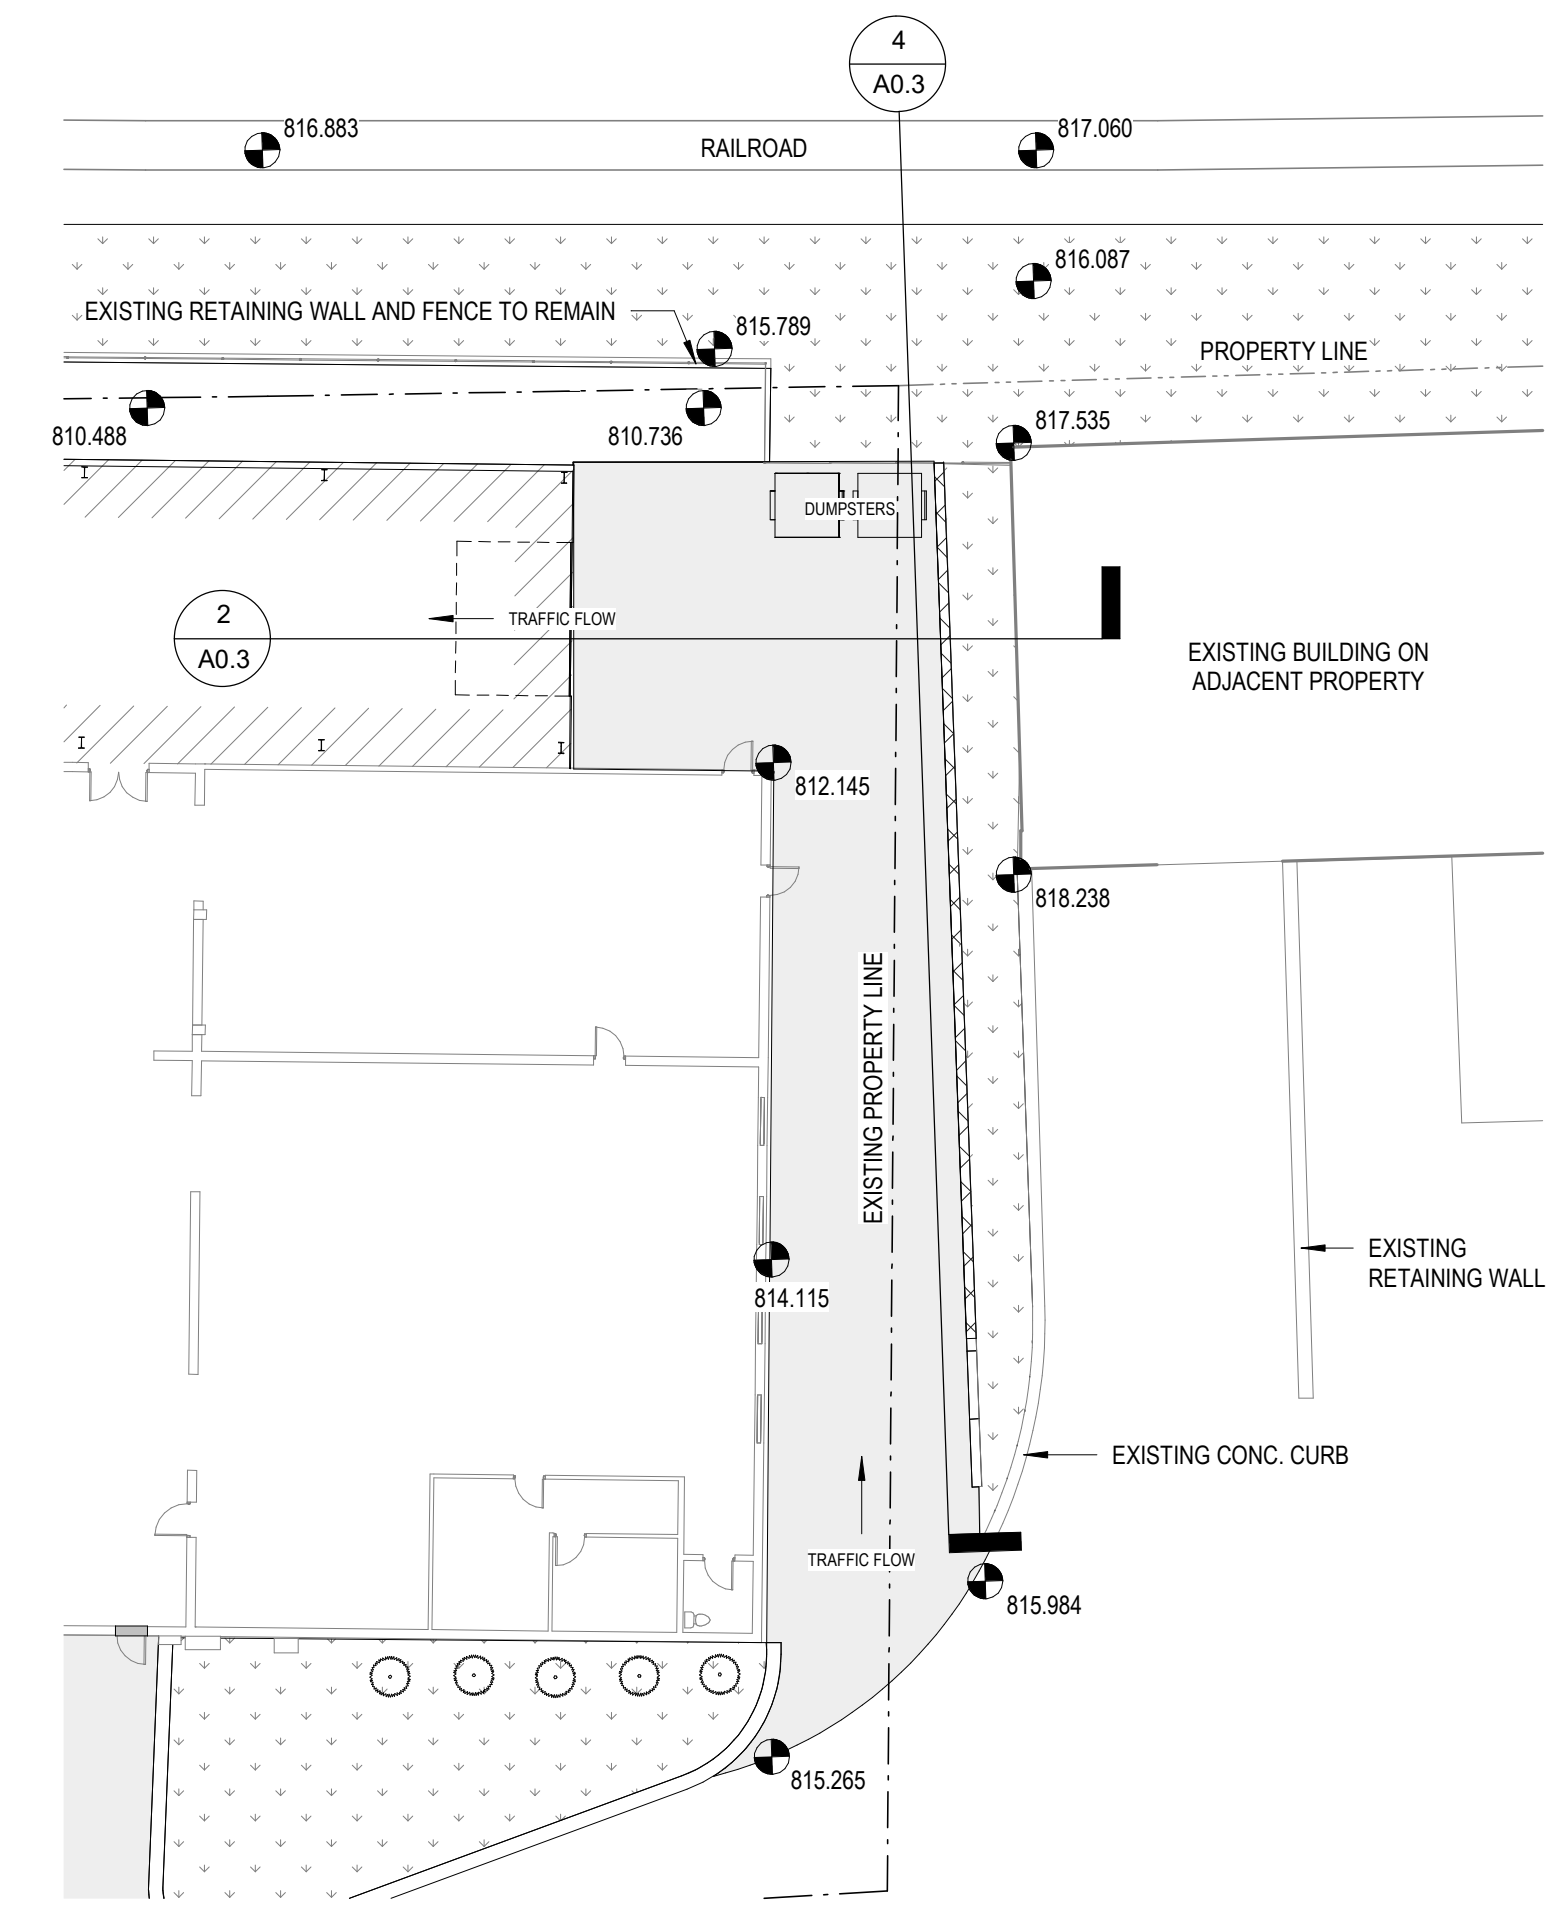 4
A0.3
816.883
817.060
RAILROAD
816.087
EXISTING RETAINING WALL AND FENCE TO REMAIN
815.789
PROPERTY LINE
810.488
810.736
817.535
DUMPSTERS
2
A0.3
TRAFFIC FLOW
EXISTING BUILDING ON
ADJACENT PROPERTY
812.145
818.238
EXISTING PROPERTY LINE
EXISTING
RETAINING WALL
814.115
EXISTING CONC. CURB
TRAFFIC FLOW
815.984
815.265